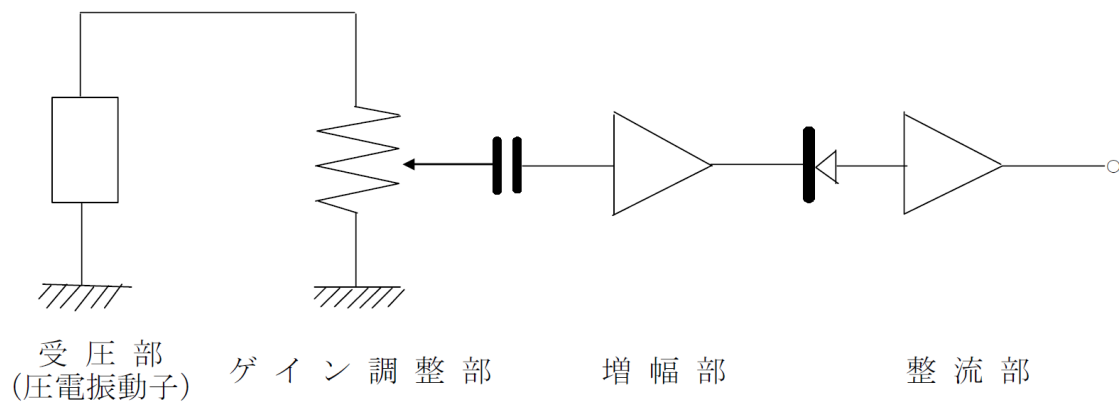 受圧部
(圧電振動子)
ゲイン調整部
増幅部
整流部